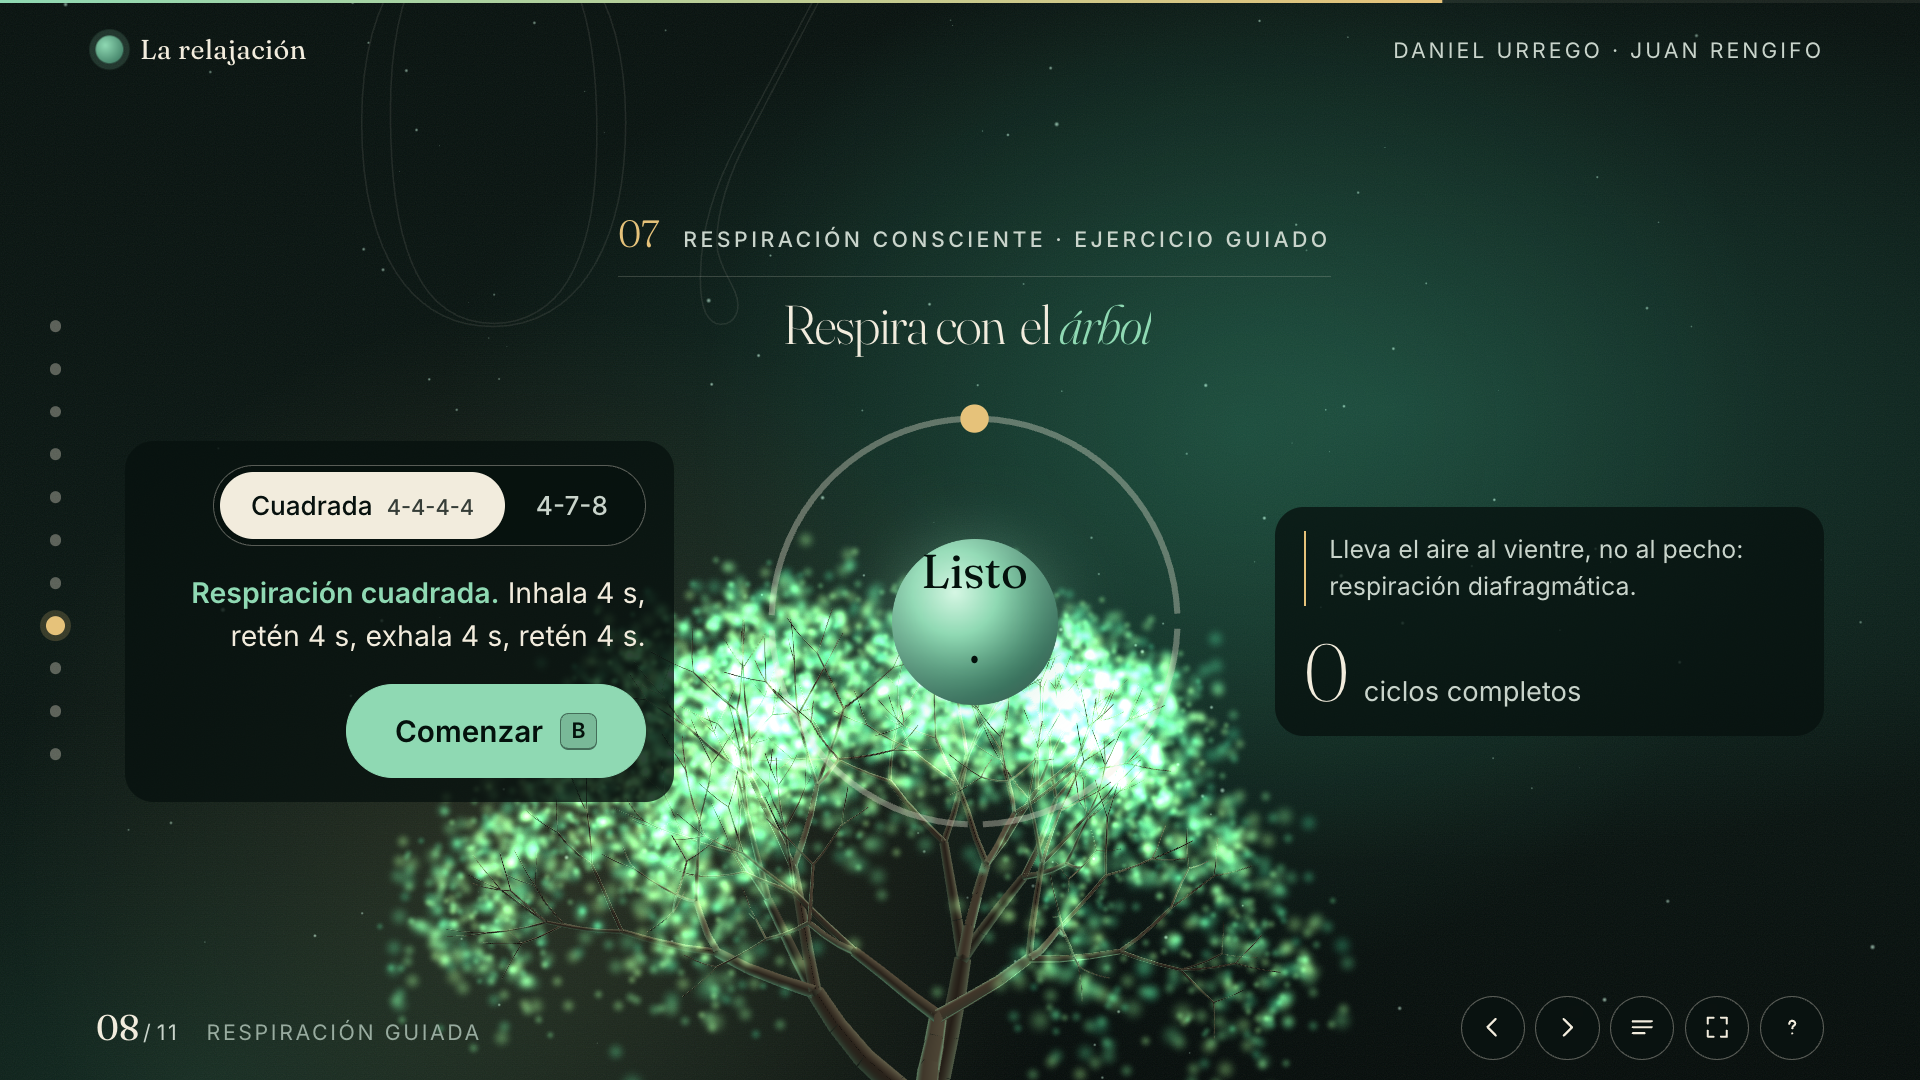 La relajación
DANIEL URREGO · JUAN RENGIFO
07
07 RESPIRACIÓN CONSCIENTE · EJERCICIO GUIADO
Respira con el árbol
Cuadrada 4-4-4-4 4-7-8
Respiración cuadrada. Inhala 4 s,
retén 4 s, exhala 4 s, retén 4 s.
Comenzar B
Listo
·
Lleva el aire al vientre, no al pecho:
respiración diafragmática.
0 ciclos completos
08 / 11 RESPIRACIÓN GUIADA
?